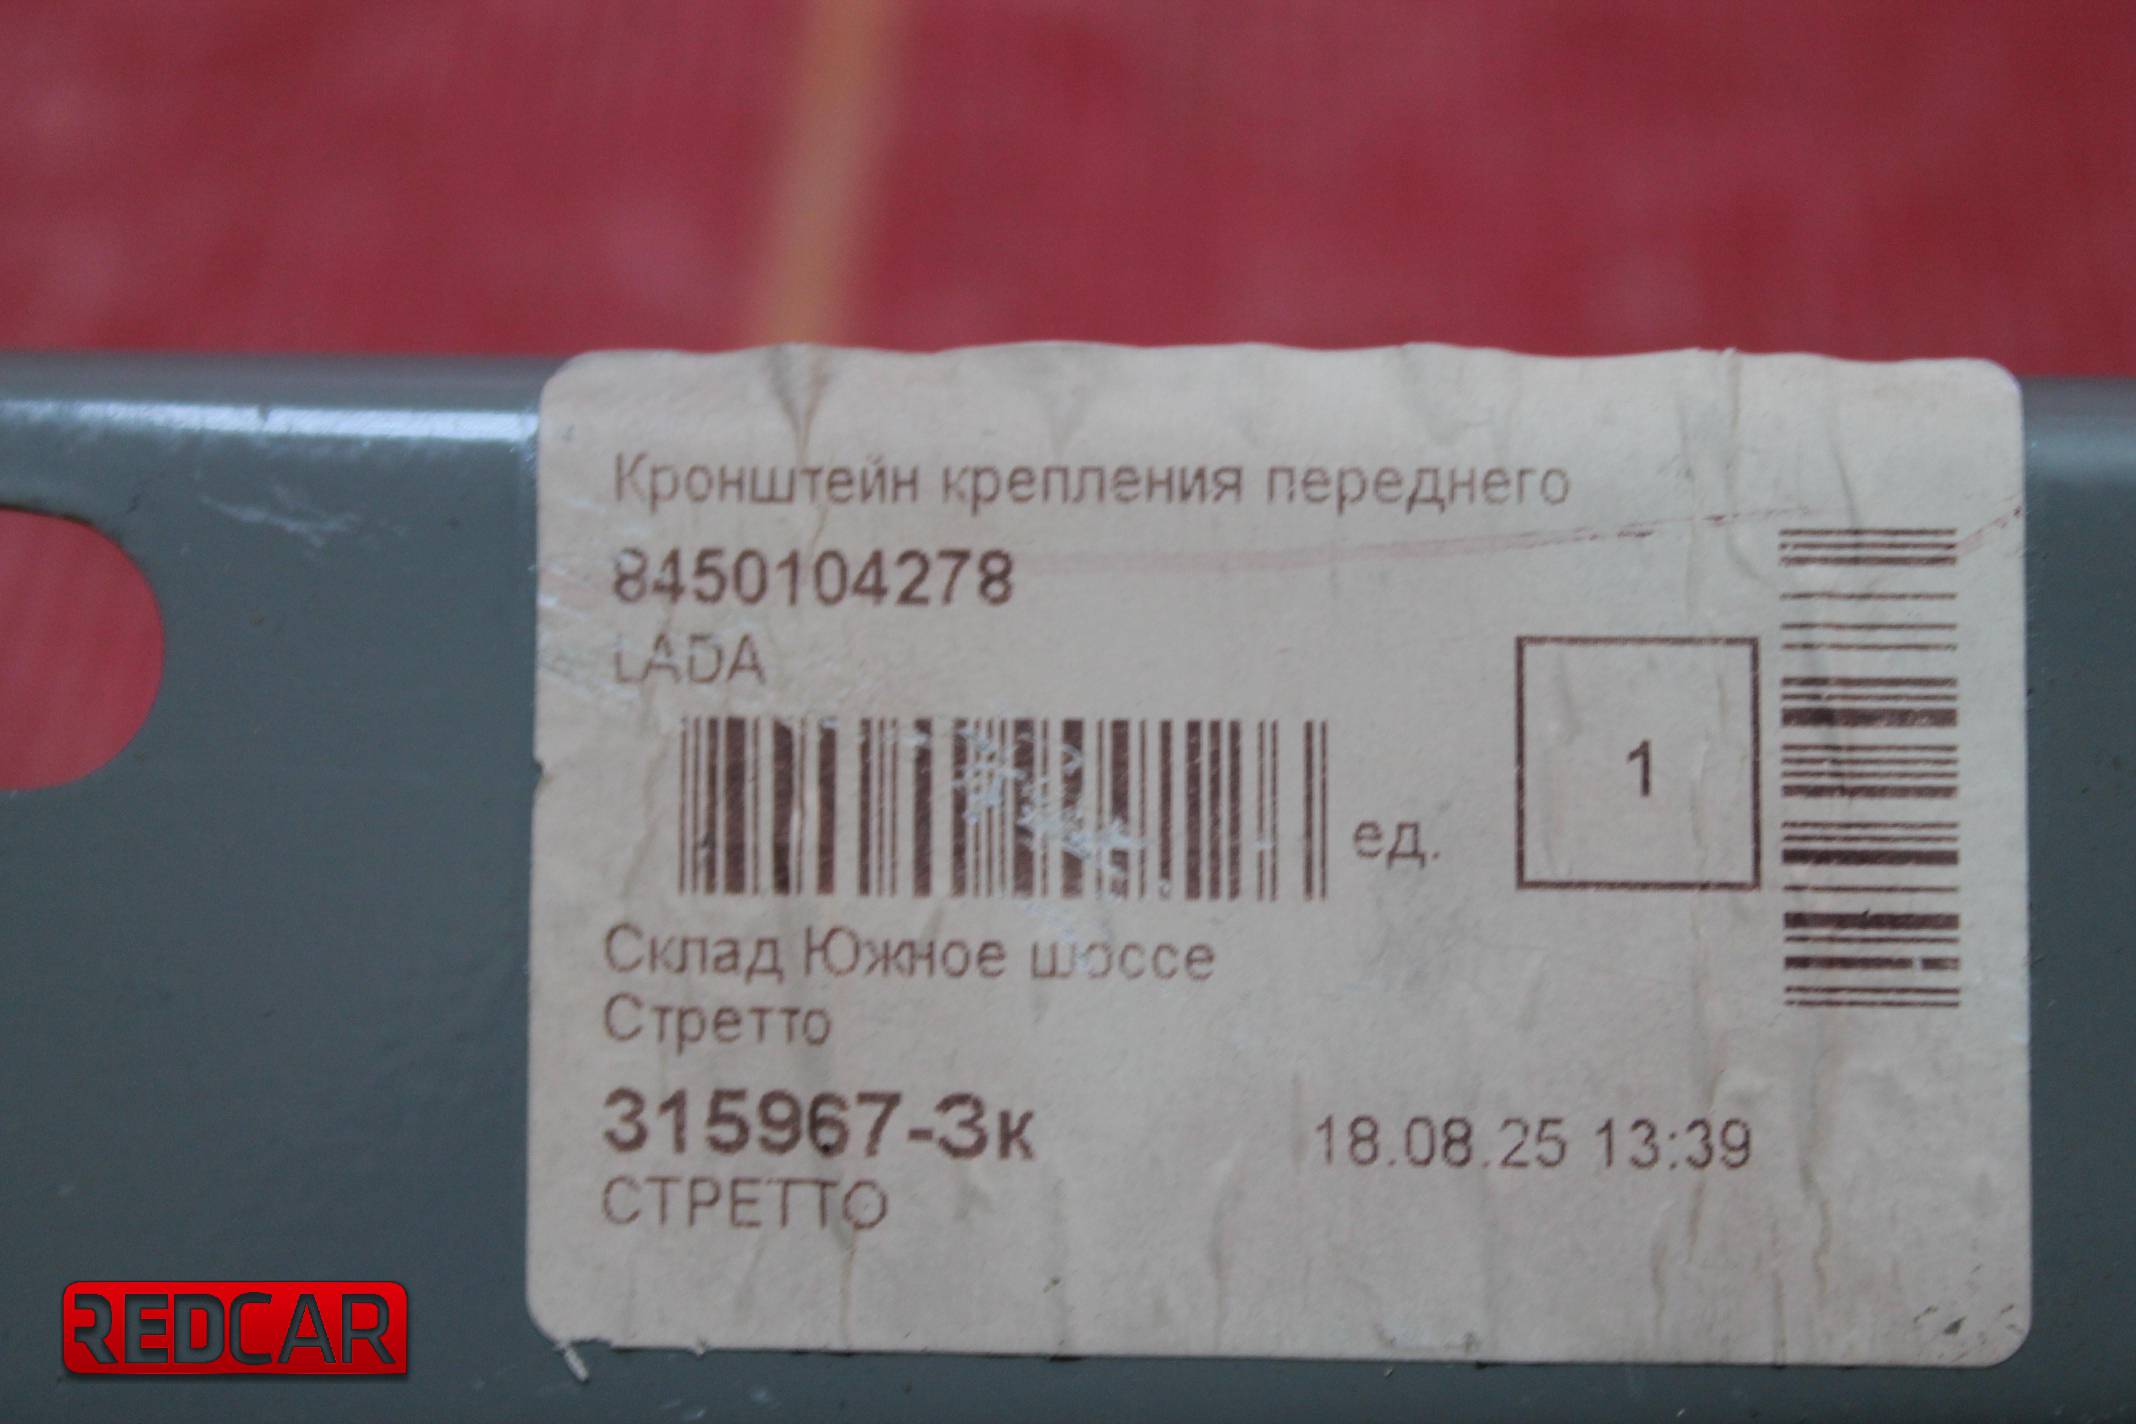 Кронштейн крепления переднего
8450104278
LADA
1
ед.
Склад Южное шоссе
Стретто
315967-Зк
18.08.25 13:39
СТРЕТТО
REDCAR